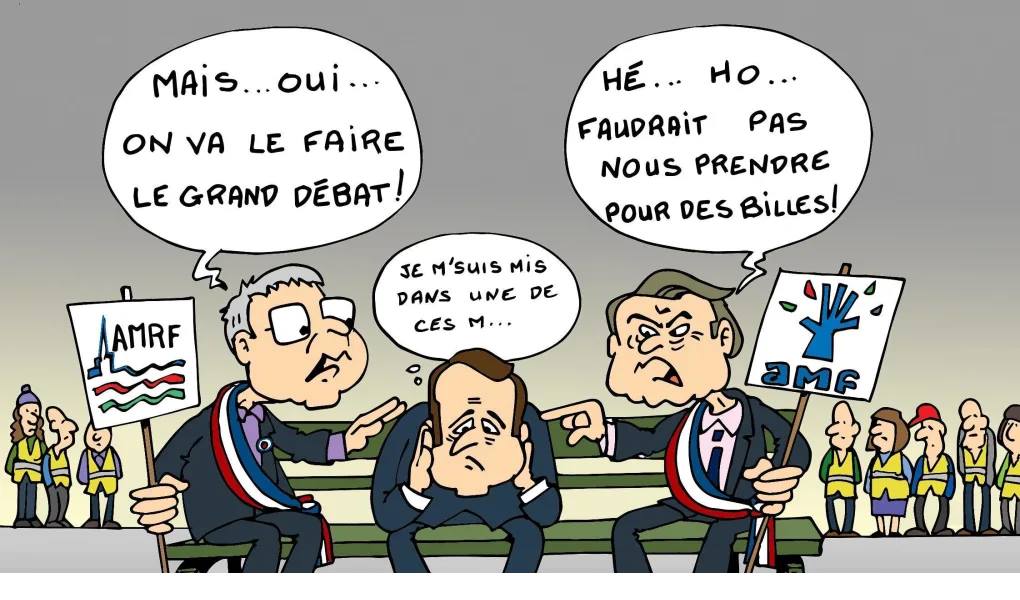 MAIS...OUI...
ON VA LE FAIRE
LE GRAND DÉBAT!
HÉ... HO...
FAUDRAIT PAS
NOUS PRENDRE
POUR DES BILLES!
JE M'SUIS MIS
DANS UNE DE
CES M...
AMRF
aMF